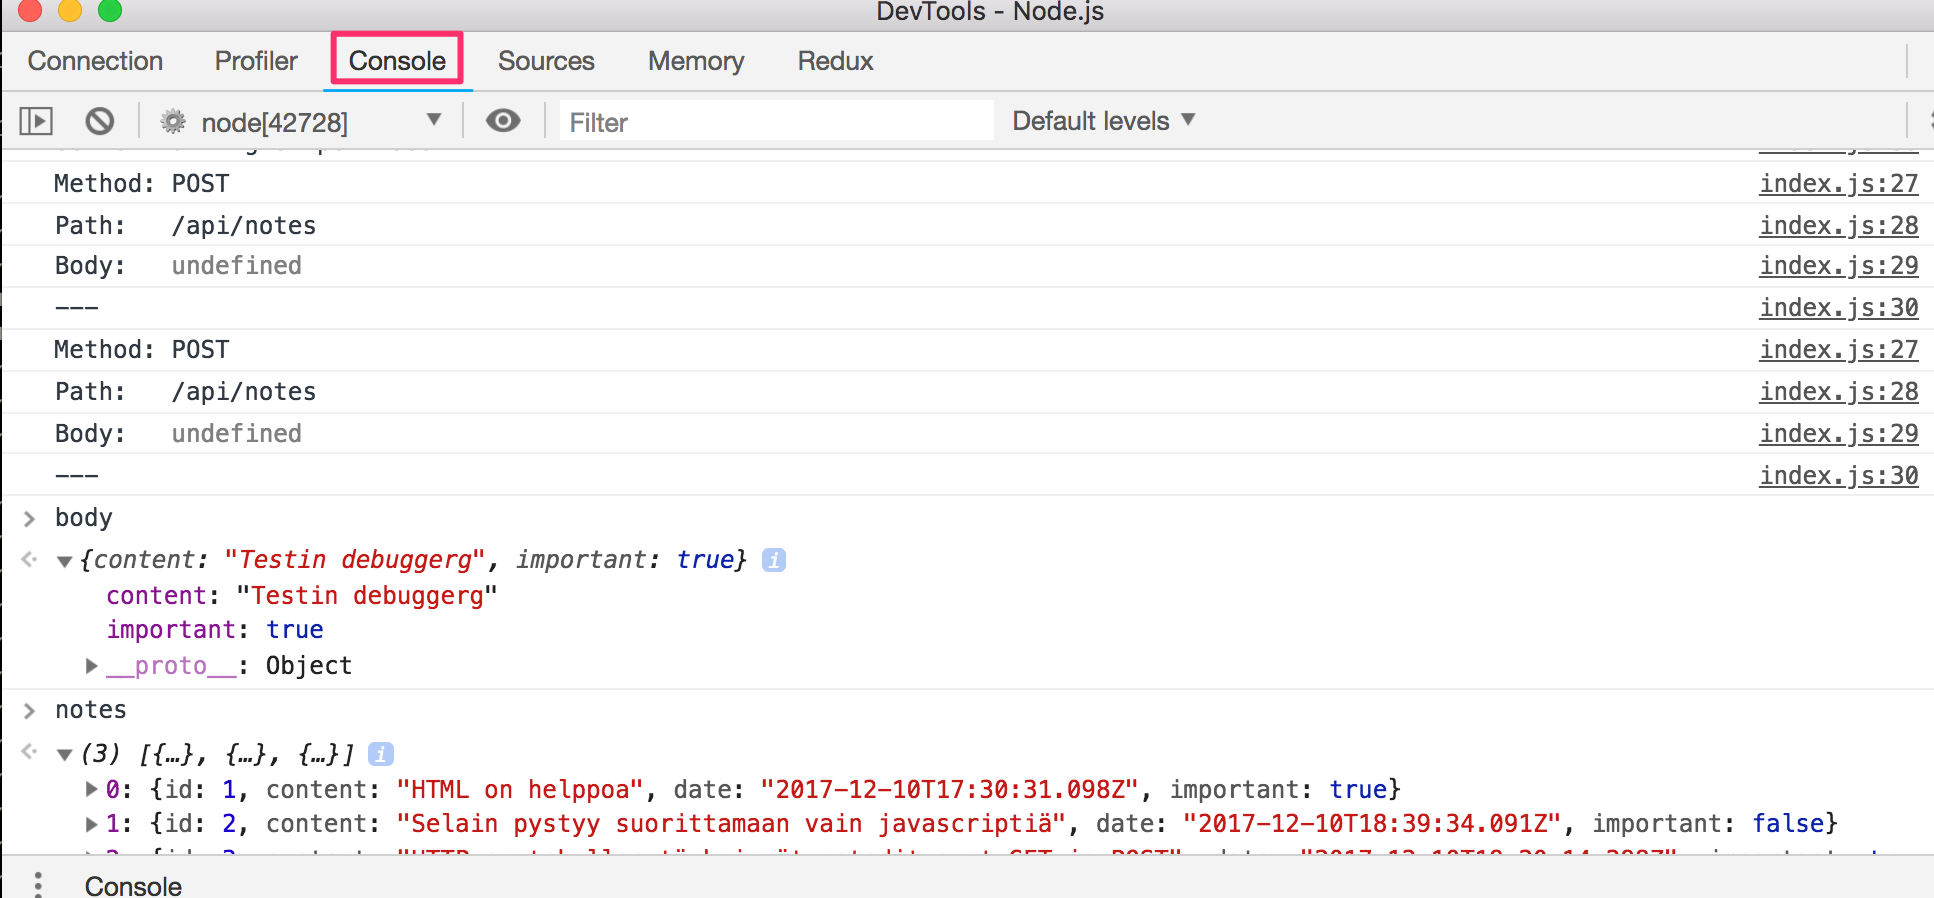 DevTools - Node.js
Connection Profiler Console Sources Memory Redux
node[42728] Filter Default levels
Method: POST index.js:27
Path: /api/notes index.js:28
Body: undefined index.js:29
--- index.js:30
Method: POST index.js:27
Path: /api/notes index.js:28
Body: undefined index.js:29
--- index.js:30
body
{content: "Testin debuggerg", important: true}
content: "Testin debuggerg"
important: true
__proto__: Object
notes
(3) [{…}, {…}, {…}]
0: {id: 1, content: "HTML on helppoa", date: "2017-12-10T17:30:31.098Z", important: true}
1: {id: 2, content: "Selain pystyy suorittamaan vain javascriptiä", date: "2017-12-10T18:39:34.091Z", important: false}
Console